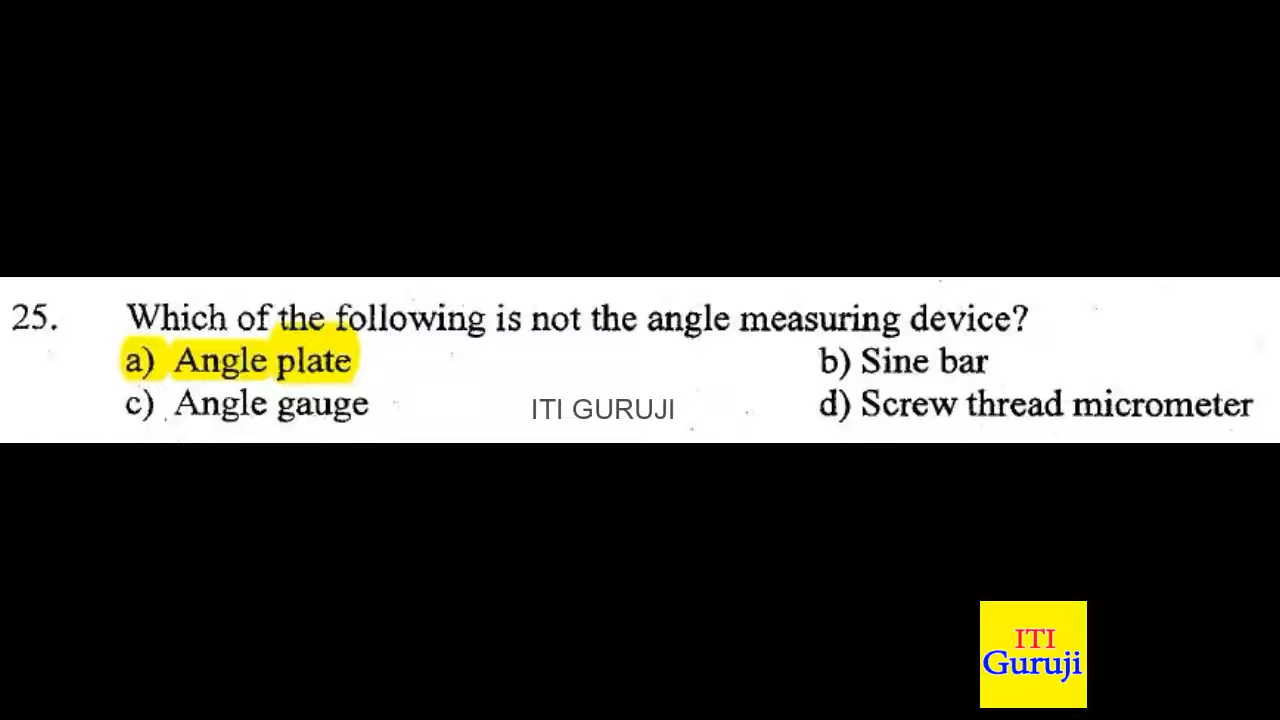 25. Which of the following is not the angle measuring device?
a) Angle plate b) Sine bar
c) Angle gauge ITI GURUJI d) Screw thread micrometer
ITI
Guruji